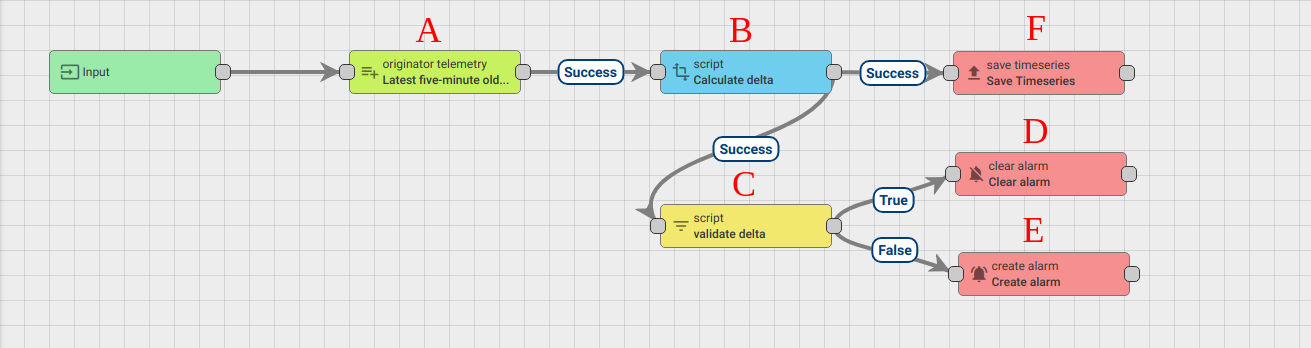 A
B
F
Input
originator telemetry
Latest five-minute old...
Success
script
Calculate delta
Success
save timeseries
Save Timeseries
Success
C
script
validate delta
D
clear alarm
Clear alarm
True
E
False
create alarm
Create alarm